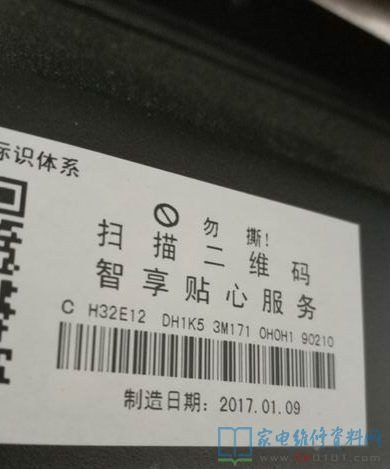 标识体系
勿 撕!
扫描二维码
智享贴心服务
C H32E12 DH1K5 3M171 0H0H1 90210
制造日期: 2017.01.09
家电维修资料网